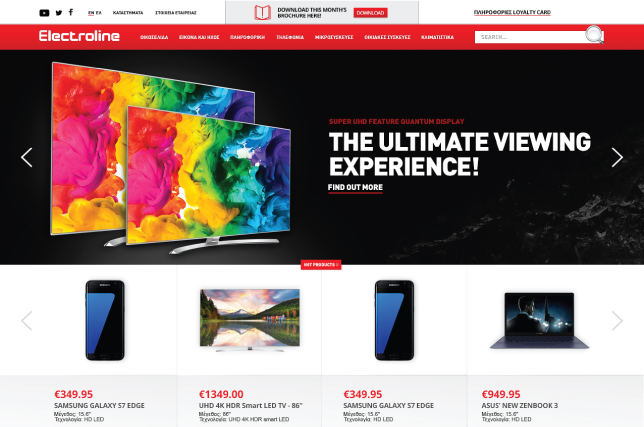 EN ΕΛ ΚΑΤΑΣΤΗΜΑΤΑ ΣΤΟΙΧΕΙΑ ΕΤΑΙΡΕΙΑΣ
DOWNLOAD THIS MONTH'S
BROCHURE HERE!
DOWNLOAD
ΠΛΗΡΟΦΟΡΙΕΣ LOYALTY CARD
Electroline
ΕΙΚΟΝΑ ΚΑΙ ΗΧΟΣ ΠΛΗΡΟΦΟΡΙΚΗ ΤΗΛΕΦΩΝΙΑ ΜΙΚΡΟΣΥΣΚΕΥΕΣ ΟΙΚΙΑΚΕΣ ΣΥΣΚΕΥΕΣ ΚΛΙΜΑΤΙΣΤΙΚΑ
SEARCH...
SUPER UHD FEATURE QUANTUM DISPLAY
THE ULTIMATE VIEWING
EXPERIENCE!
FIND OUT MORE
HOT PRODUCTS
€349.95
SAMSUNG GALAXY S7 EDGE
Μέγεθος: 15.6"
Τεχνολογία: HD LED
€1349.00
UHD 4K HDR Smart LED TV - 86"
Μέγεθος: 86"
Τεχνολογία: UHD 4K HDR smart LED
€349.95
SAMSUNG GALAXY S7 EDGE
Μέγεθος: 15.6"
Τεχνολογία: HD LED
€949.95
ASUS' NEW ZENBOOK 3
Μέγεθος: 15.6"
Τεχνολογία: HD LED